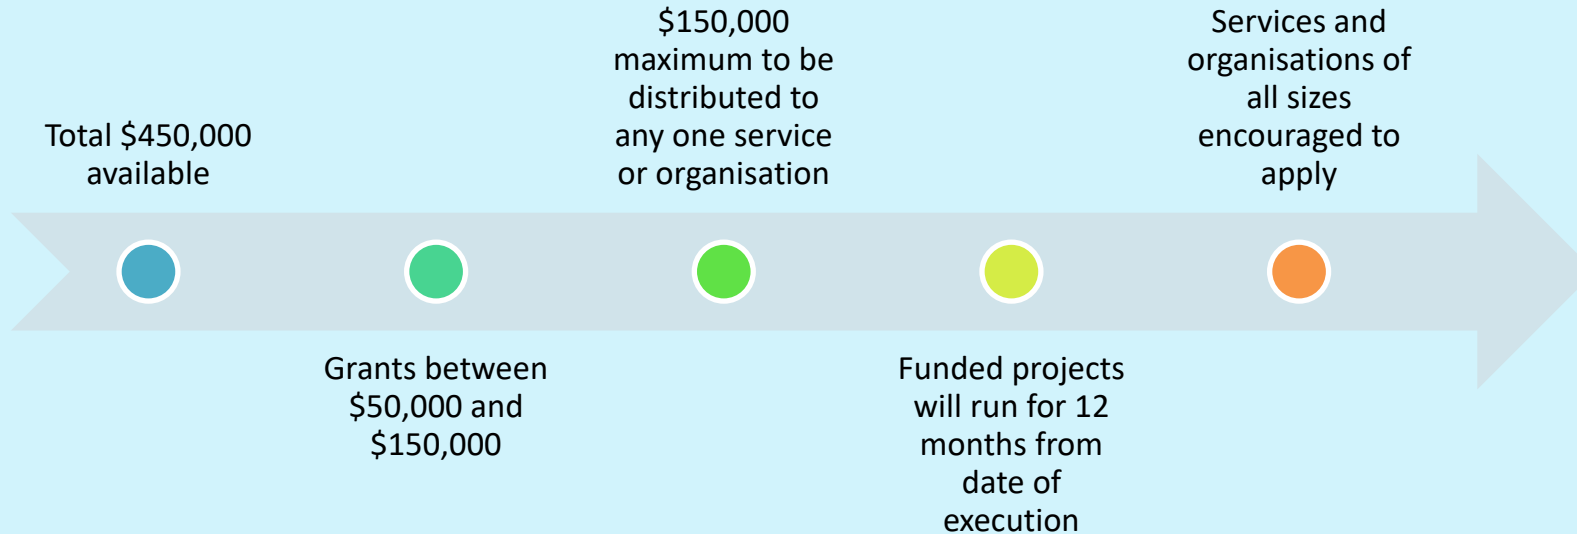 Total $450,000
available
Grants between
$50,000 and
$150,000
$150,000
maximum to be
distributed to
any one service
or organisation
Funded projects
will run for 12
months from
date of
execution
Services and
organisations of
all sizes
encouraged to
apply